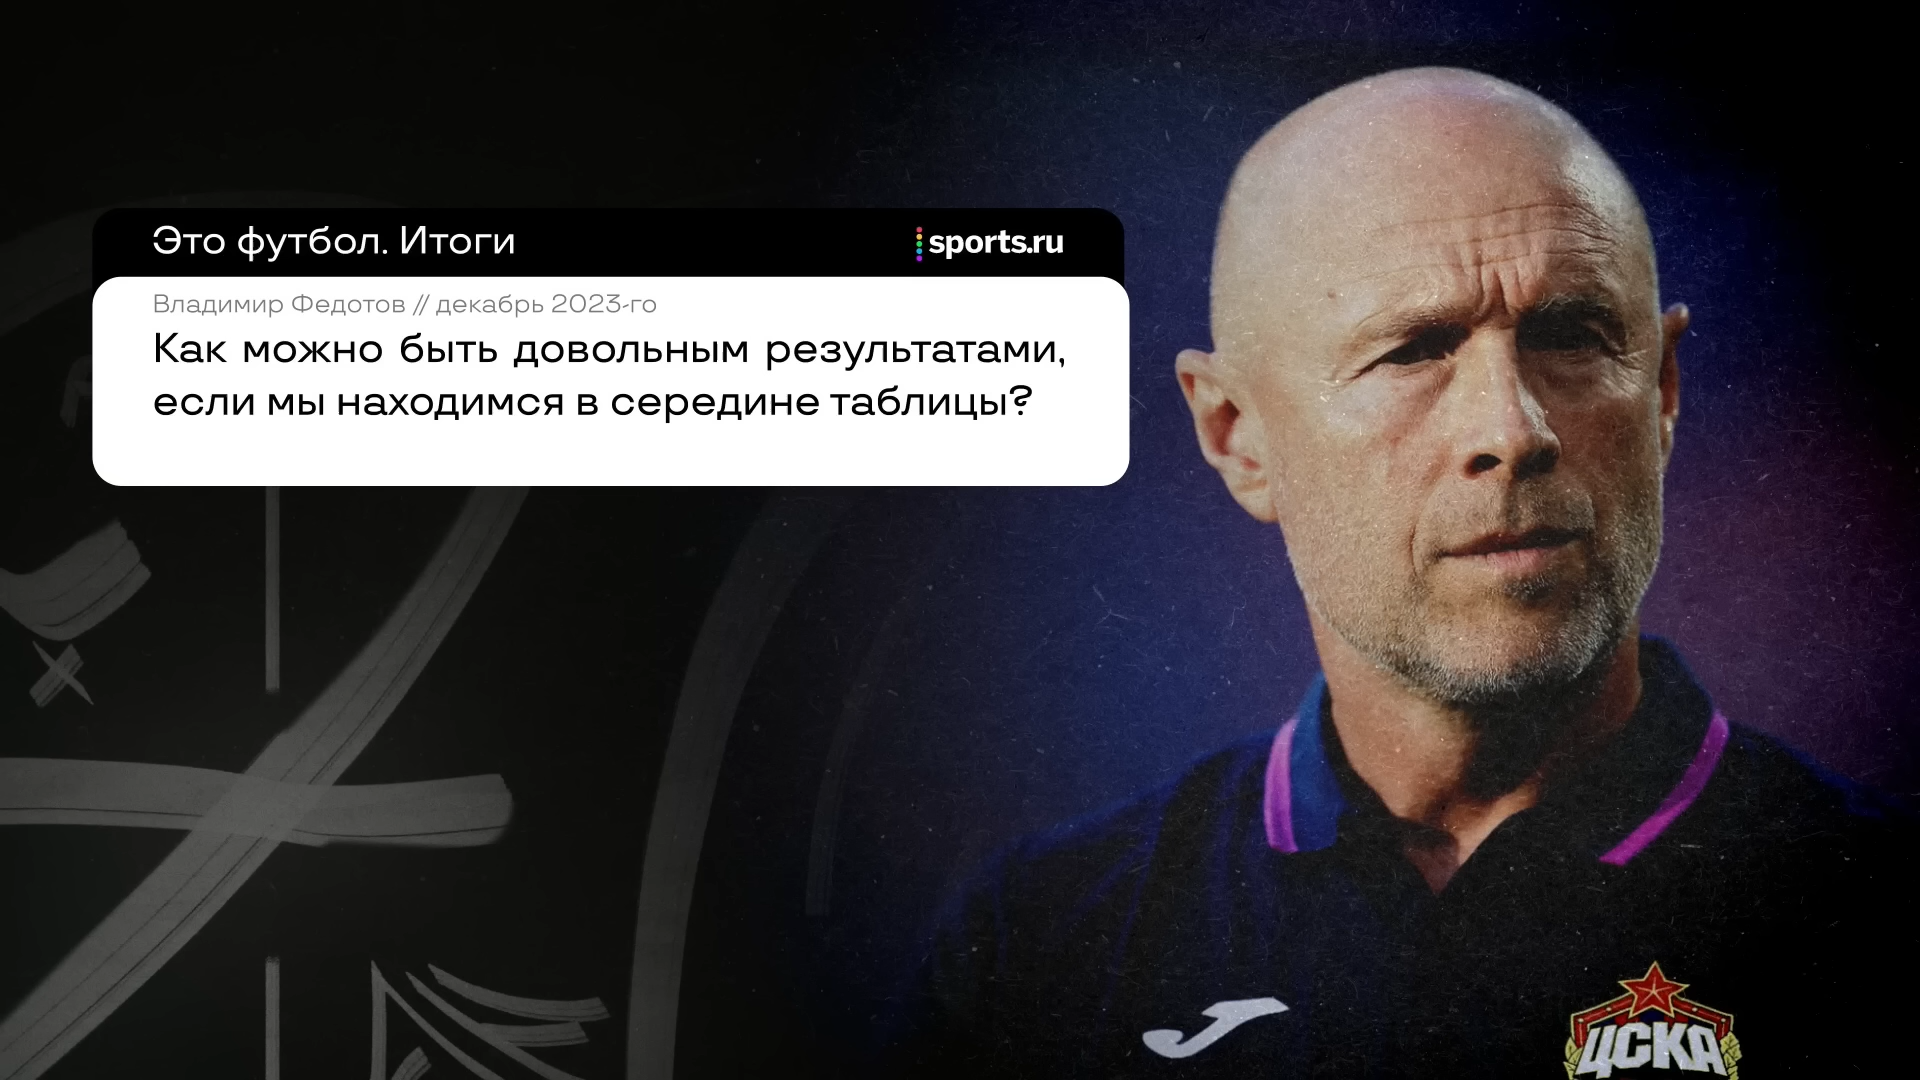 Это футбол. Итоги
sports.ru
Владимир Федотов // декабрь 2023-го
Как можно быть довольным результатами,
если мы находимся в середине таблицы?
ЦСКА